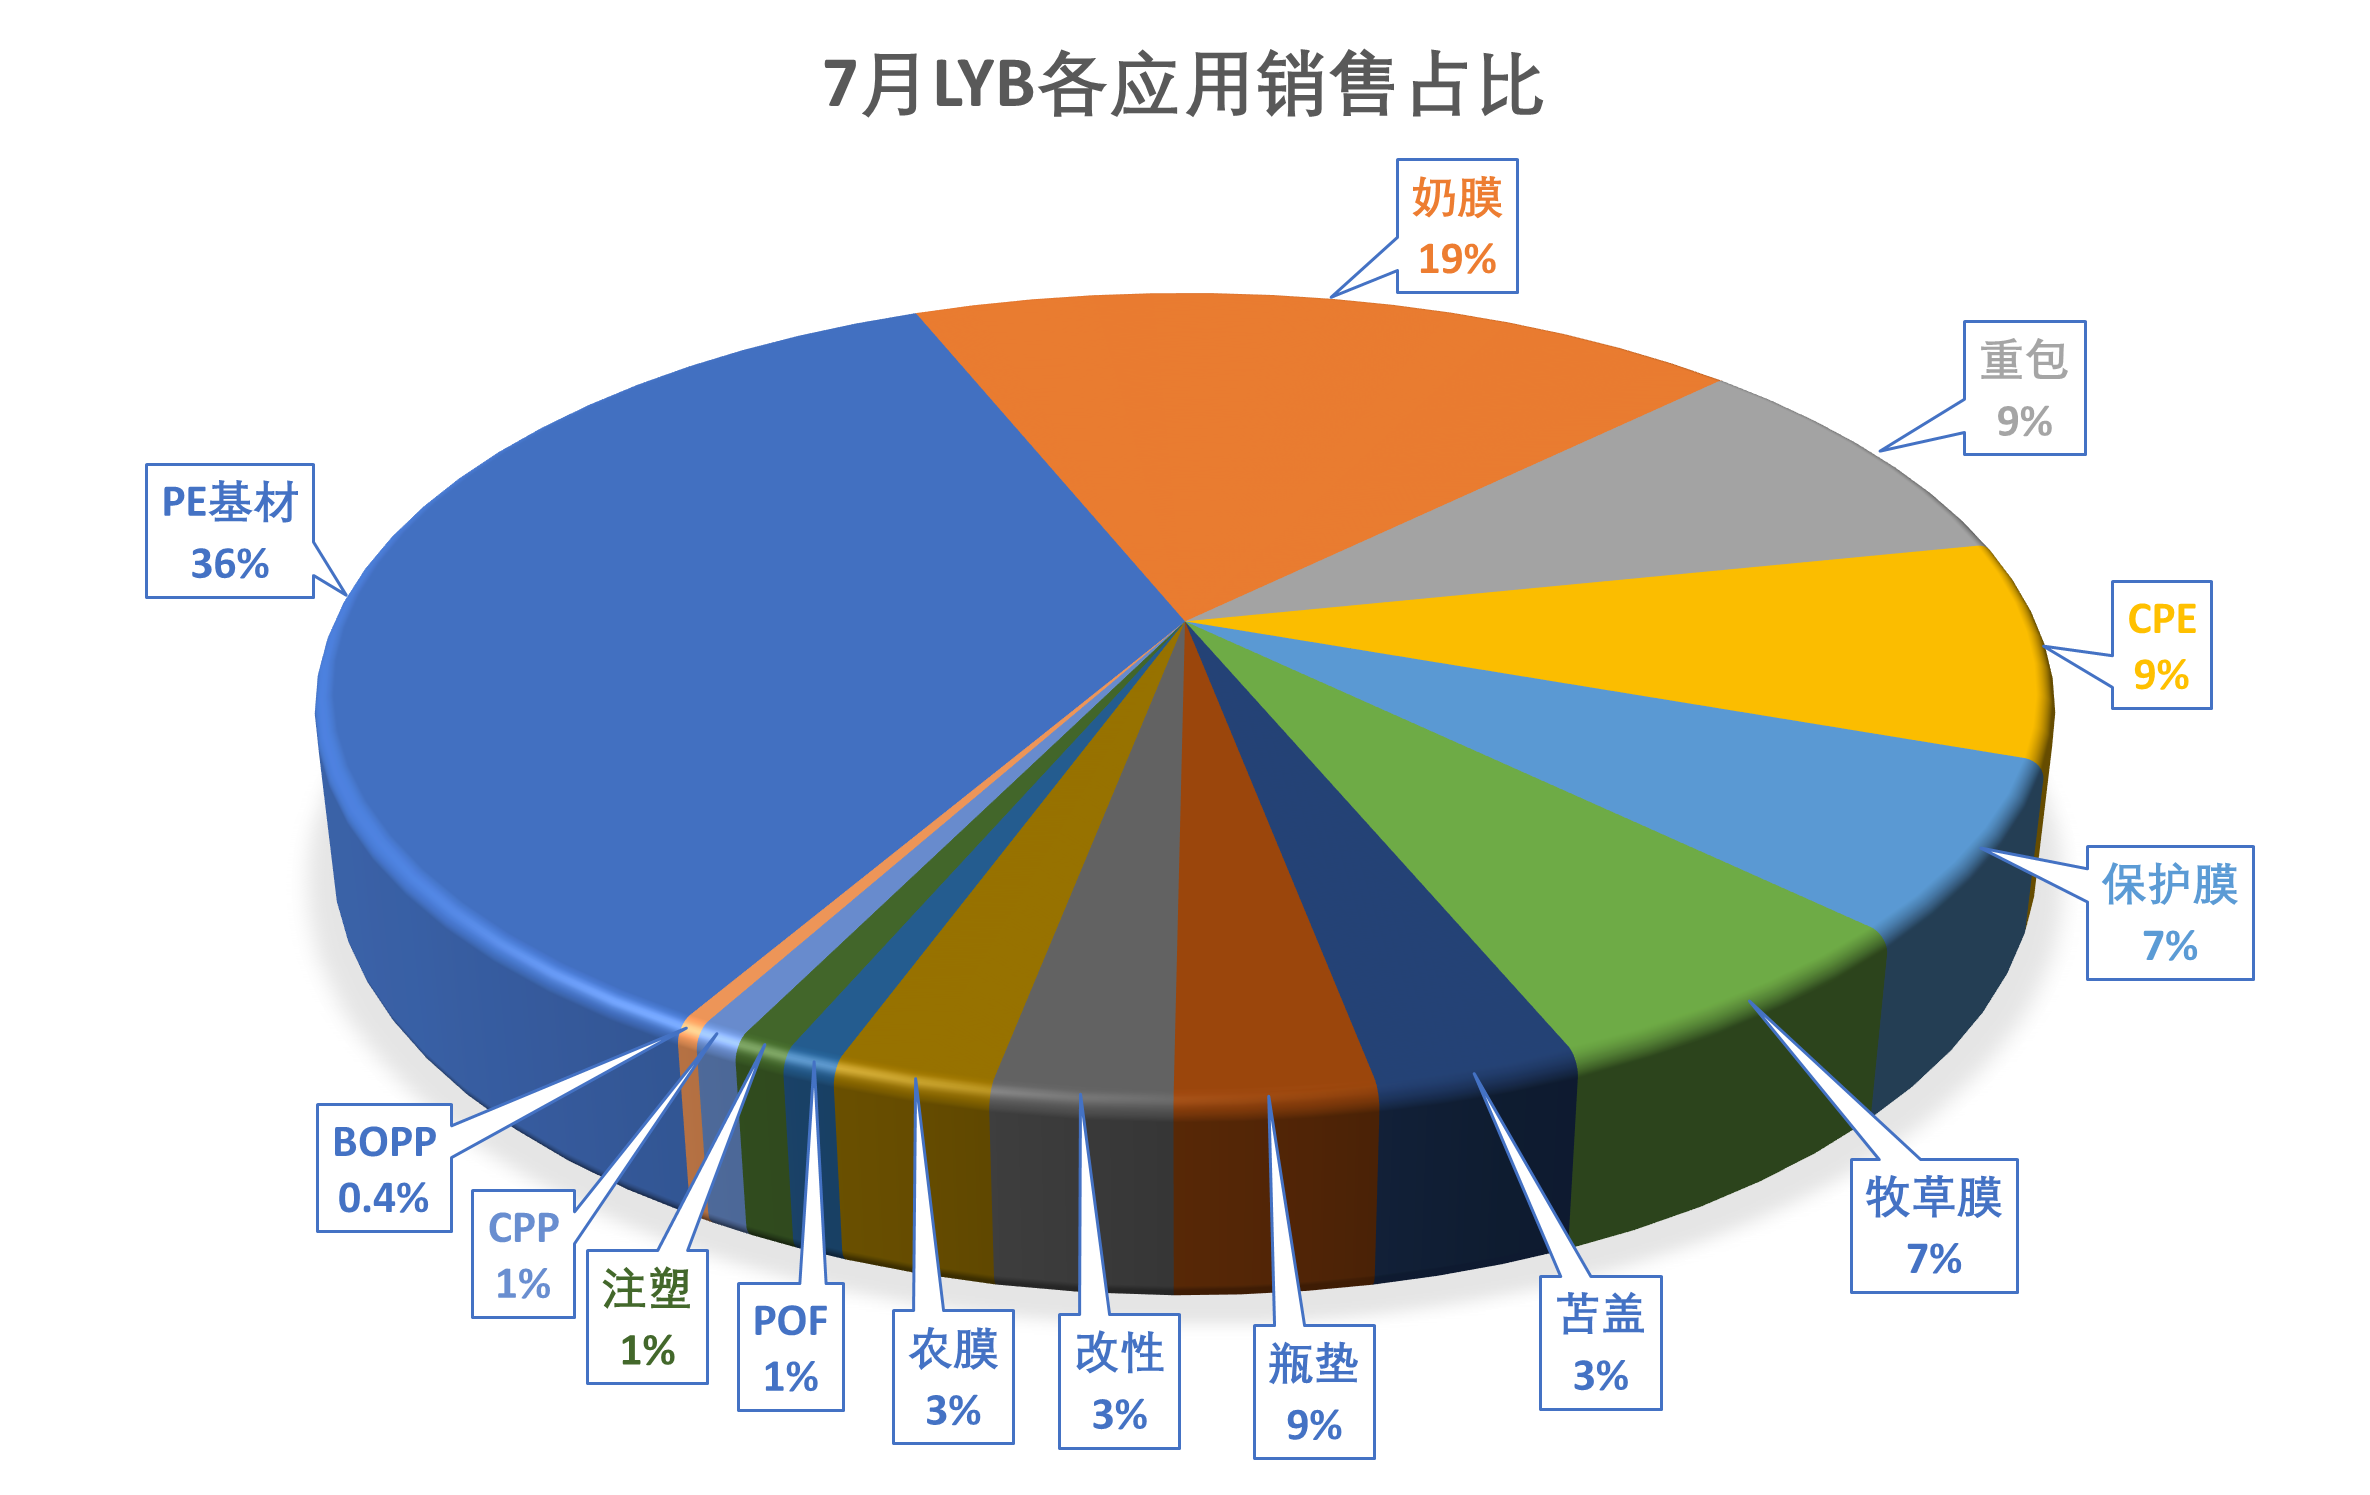 7月LYB各应用销售占比
奶膜
19%
重包
9%
CPE
9%
保护膜
7%
牧草膜
7%
苫盖
3%
瓶垫
9%
改性
3%
农膜
3%
POF
1%
注塑
1%
CPP
1%
BOPP
0.4%
PE基材
36%